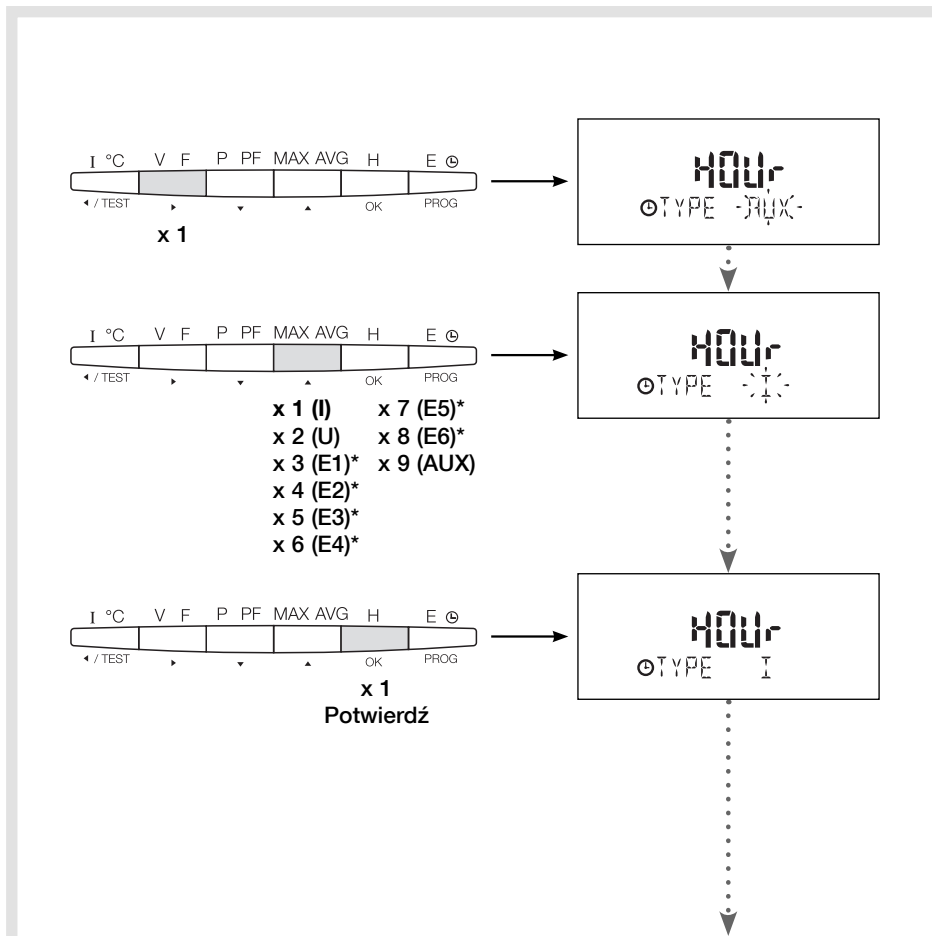 I °C V F P PF MAX AVG H E
/ TEST OK PROG
x 1
HOUr
TYPE AUX
I °C V F P PF MAX AVG H E
/ TEST OK PROG
x 1 (I) x 7 (E5)*
x 2 (U) x 8 (E6)*
x 3 (E1)* x 9 (AUX)
x 4 (E2)*
x 5 (E3)*
x 6 (E4)*
HOUr
TYPE I
I °C V F P PF MAX AVG H E
/ TEST OK PROG
x 1
Potwierdź
HOUr
TYPE I